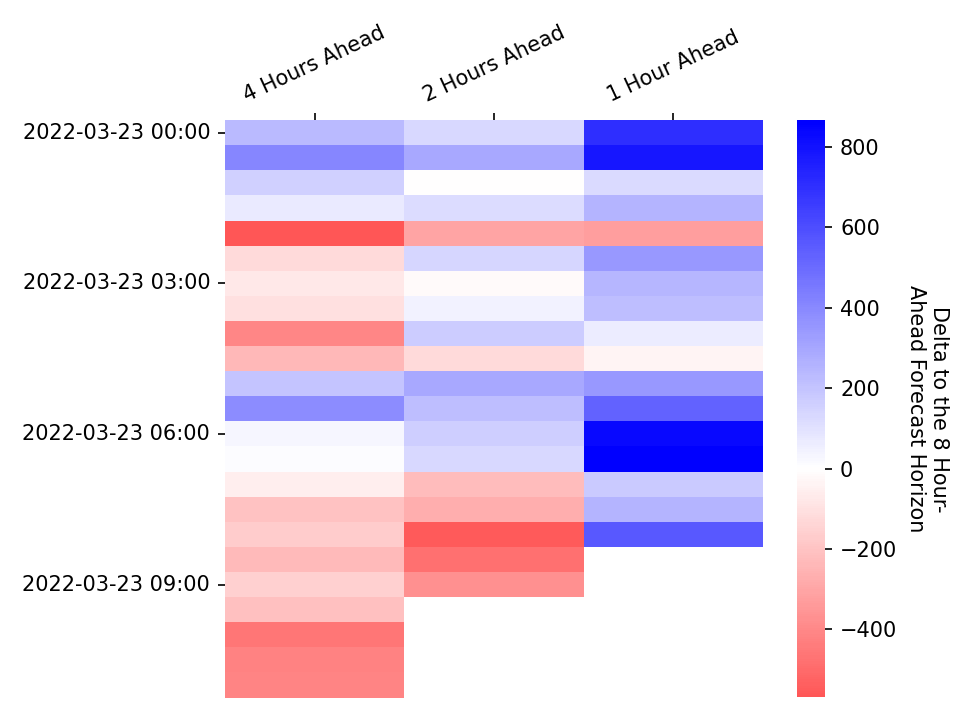 4 Hours Ahead
2 Hours Ahead
1 Hour Ahead
2022-03-23 00:00
2022-03-23 03:00
2022-03-23 06:00
2022-03-23 09:00
800
600
400
200
0
−200
−400
Delta to the 8 Hour-
Ahead Forecast Horizon